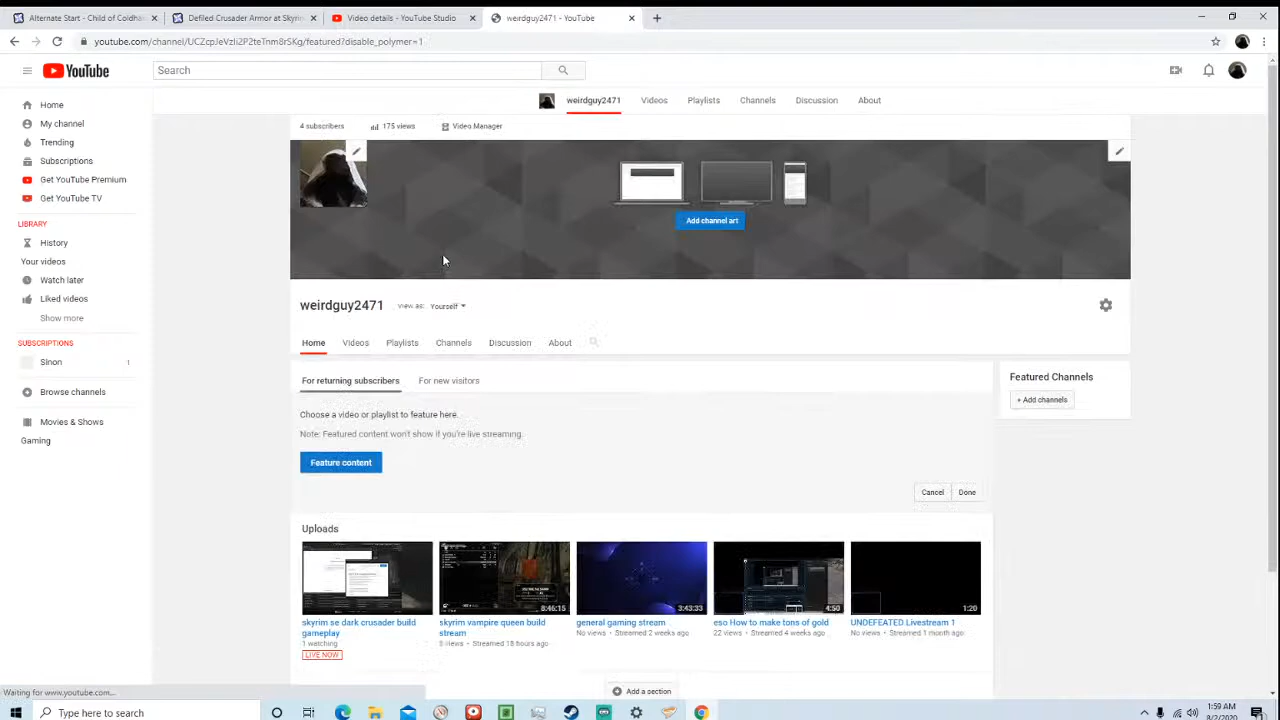 Alternate Start - Child of Coldha
Defiled Crusader Armor at Skyrim
Video details - YouTube Studio
weirdguy2471 - YouTube
youtube.com/channel/UCZcpJeVzIi2P2teTnm8rSKg/featured?disable_polymer=1
YouTube
Search
weirdguy2471 Videos Playlists Channels Discussion About
Home
4 subscribers 175 views Video Manager
My channel
Trending
Subscriptions
Get YouTube Premium
Get YouTube TV
Add channel art
LIBRARY
History
Your videos
Watch later
Liked videos
Show more
weirdguy2471 View as: Yourself
SUBSCRIPTIONS
Home Videos Playlists Channels Discussion About
Sinon 1
Browse channels
Movies & Shows
Gaming
For returning subscribers For new visitors
Featured Channels
+ Add channels
Choose a video or playlist to feature here.
Note: Featured content won't show if you're live streaming.
Feature content
Cancel Done
Uploads
8:46:15 3:43:33 4:50 1:20
skyrim se dark crusader build gameplay
1 watching
LIVE NOW
skyrim vampire queen build stream
5 views • Streamed 18 hours ago
general gaming stream
No views • Streamed 2 weeks ago
eso How to make tons of gold
22 views • Streamed 4 weeks ago
UNDEFEATED Livestream 1
No views • Streamed 1 month ago
Add a section
Waiting for www.youtube.com...
Type here to search
1:59 AM
8/2/2020